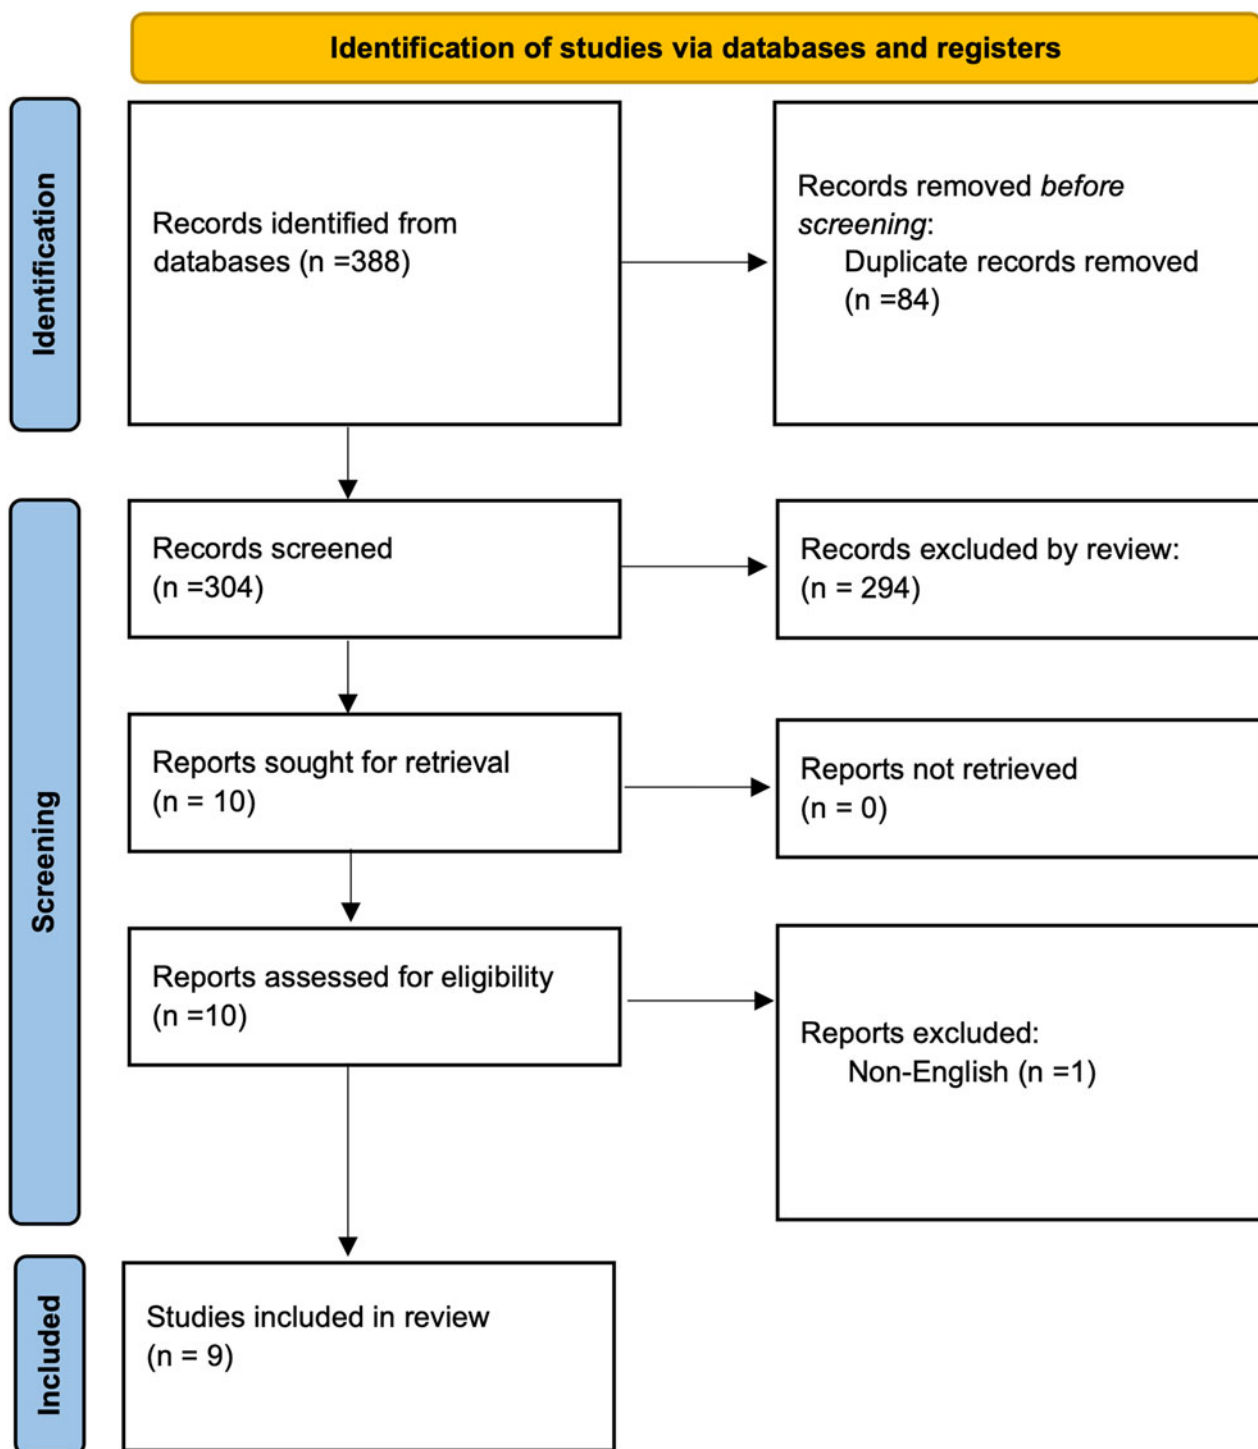 Identification of studies via databases and registers
Identification
Records identified from
databases (n =388)
Records removed before
screening:
Duplicate records removed
(n =84)
Screening
Records screened
(n =304)
Records excluded by review:
(n = 294)
Reports sought for retrieval
(n = 10)
Reports not retrieved
(n = 0)
Reports assessed for eligibility
(n =10)
Reports excluded:
Non-English (n =1)
Included
Studies included in review
(n = 9)